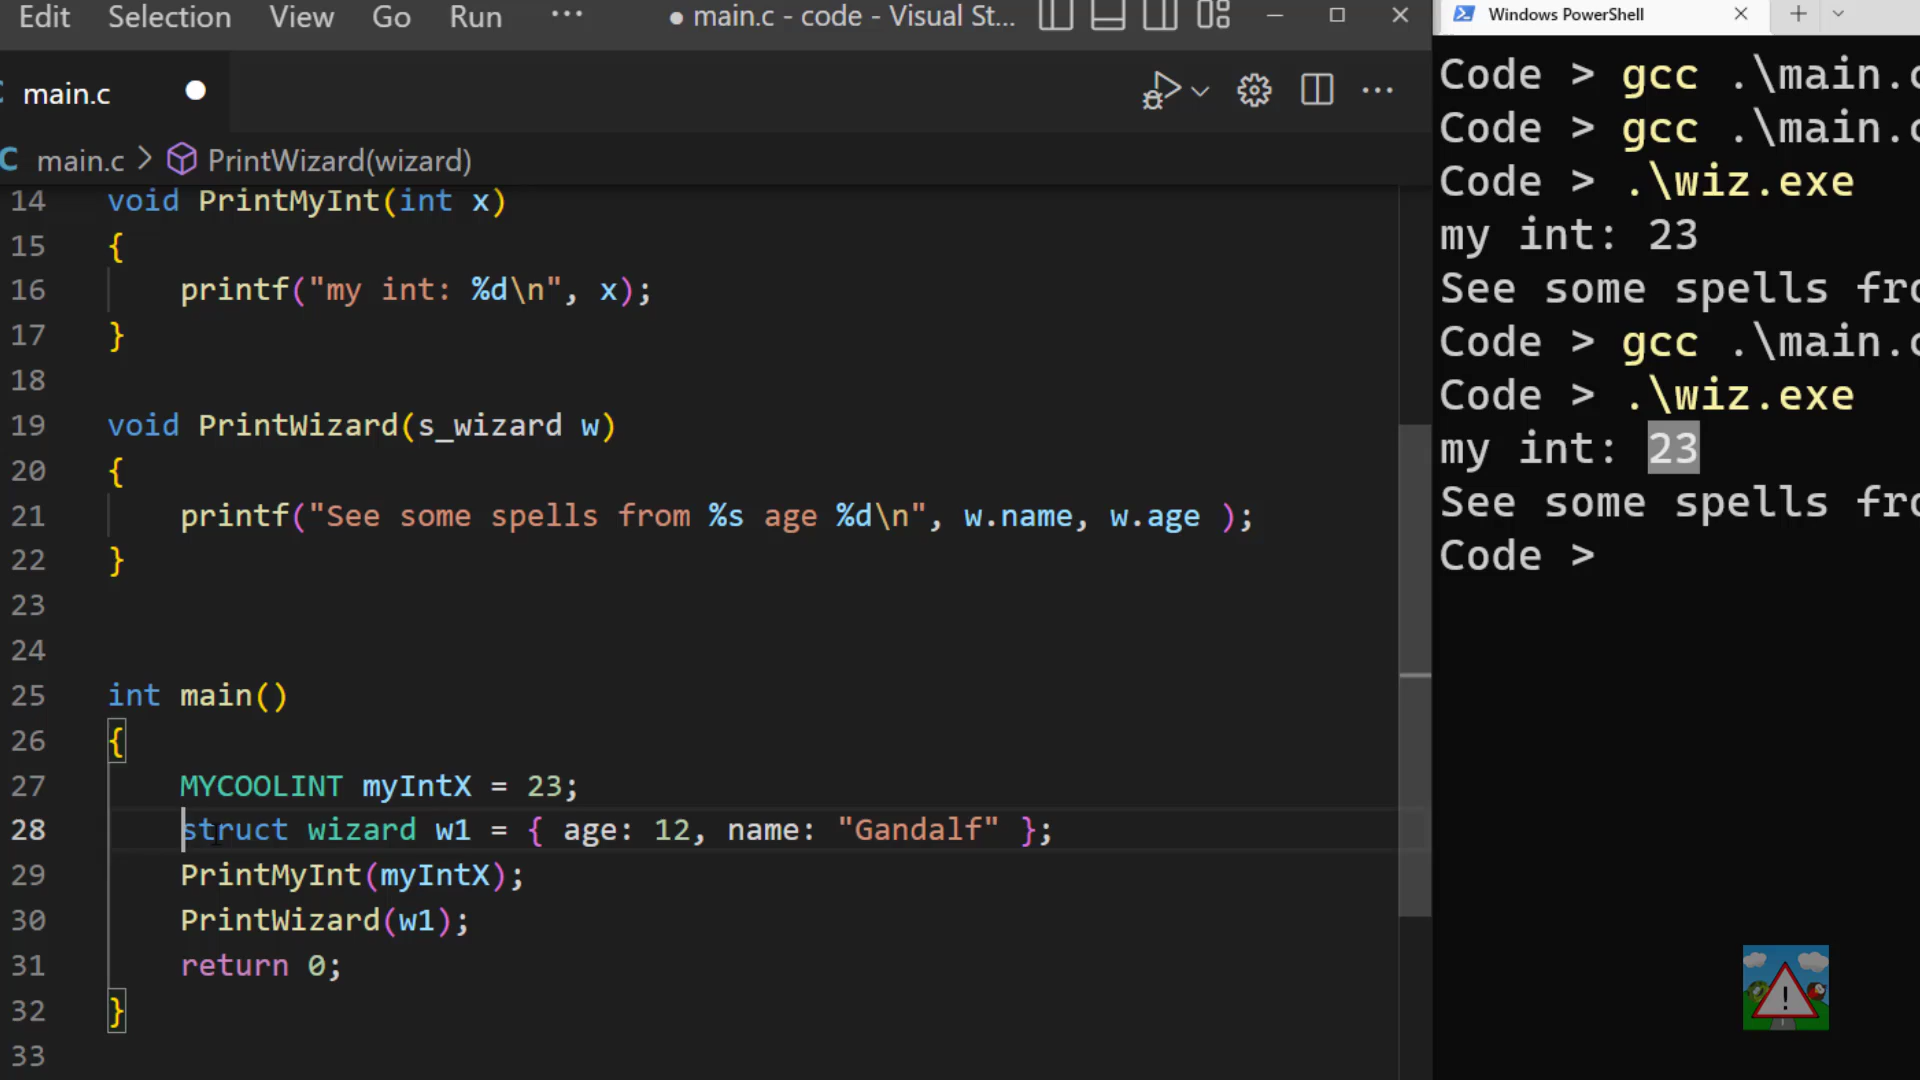 Edit Selection View Go Run ··· ● main.c - code - Visual St...
main.c
main.c > PrintWizard(wizard)
14 void PrintMyInt(int x)
15 {
16 printf("my int: %d\n", x);
17 }
18
19 void PrintWizard(s_wizard w)
20 {
21 printf("See some spells from %s age %d\n", w.name, w.age );
22 }
23
24
25 int main()
26 {
27 MYCOOLINT myIntX = 23;
28 struct wizard w1 = { age: 12, name: "Gandalf" };
29 PrintMyInt(myIntX);
30 PrintWizard(w1);
31 return 0;
32 }
33
Windows PowerShell
Code > gcc .\main.c
Code > gcc .\main.c
Code > .\wiz.exe
my int: 23
See some spells fro
Code > gcc .\main.c
Code > .\wiz.exe
my int: 23
See some spells fro
Code >